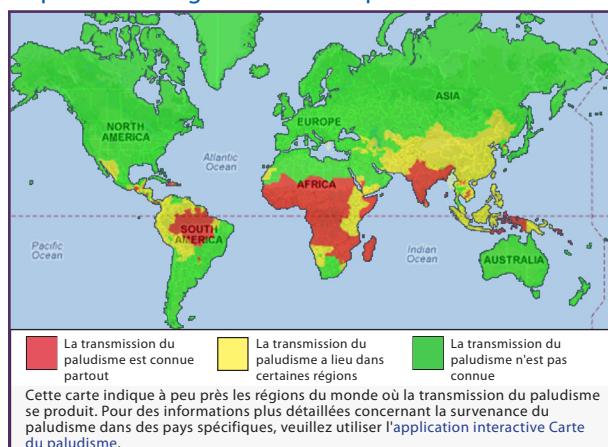 NORTH
AMERICA
Atlantic
Ocean
EUROPE
ASIA
AFRICA
SOUTH
AMERICA
Pacific
Ocean
Indian
Ocean
AUSTRALIA
La transmission du
paludisme est connue
partout
La transmission du
paludisme a lieu dans
certaines régions
La transmission du
paludisme n'est pas
connue
Cette carte indique à peu près les régions du monde où la transmission du paludisme
se produit. Pour des informations plus détaillées concernant la survenance du
paludisme dans des pays spécifiques, veuillez utiliser l'application interactive Carte
du paludisme.